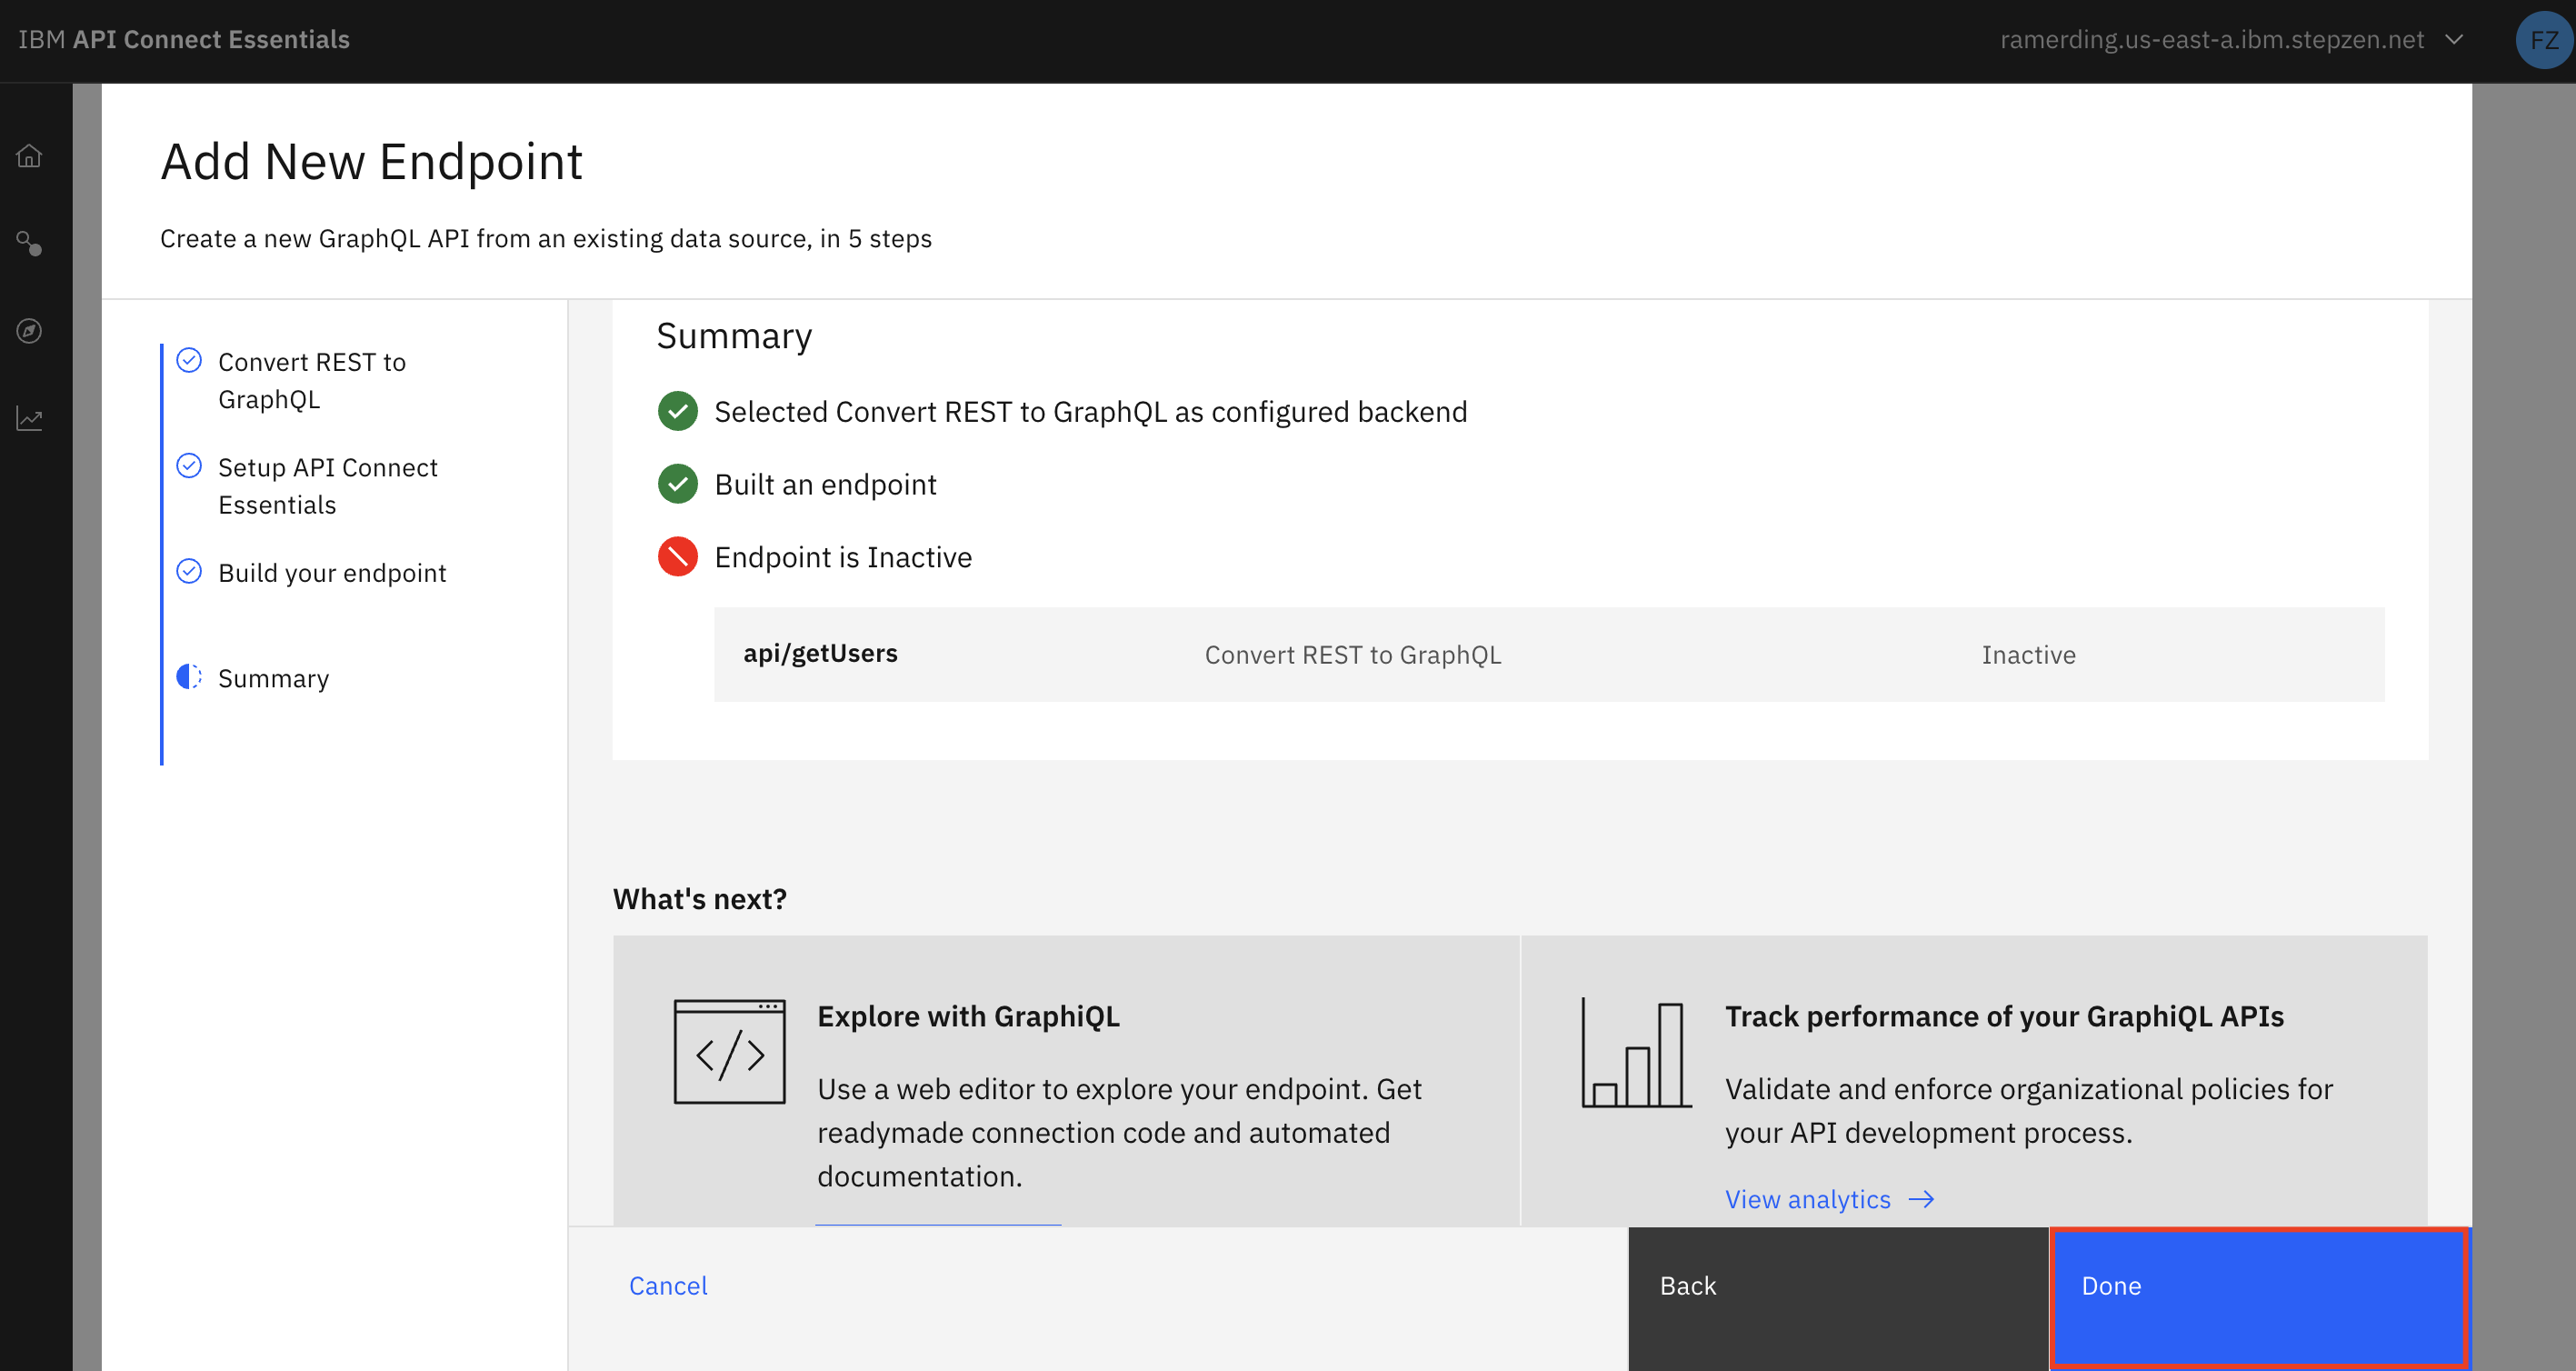 IBM API Connect Essentials
ramerding.us-east-a.ibm.stepzen.net
FZ
Add New Endpoint
Create a new GraphQL API from an existing data source, in 5 steps
Convert REST to
GraphQL
Setup API Connect
Essentials
Build your endpoint
Summary
Summary
Selected Convert REST to GraphQL as configured backend
Built an endpoint
Endpoint is Inactive
api/getUsers
Convert REST to GraphQL
Inactive
What's next?
Explore with GraphiQL
Use a web editor to explore your endpoint. Get
readymade connection code and automated
documentation.
Track performance of your GraphiQL APIs
Validate and enforce organizational policies for
your API development process.
View analytics
Cancel
Back
Done